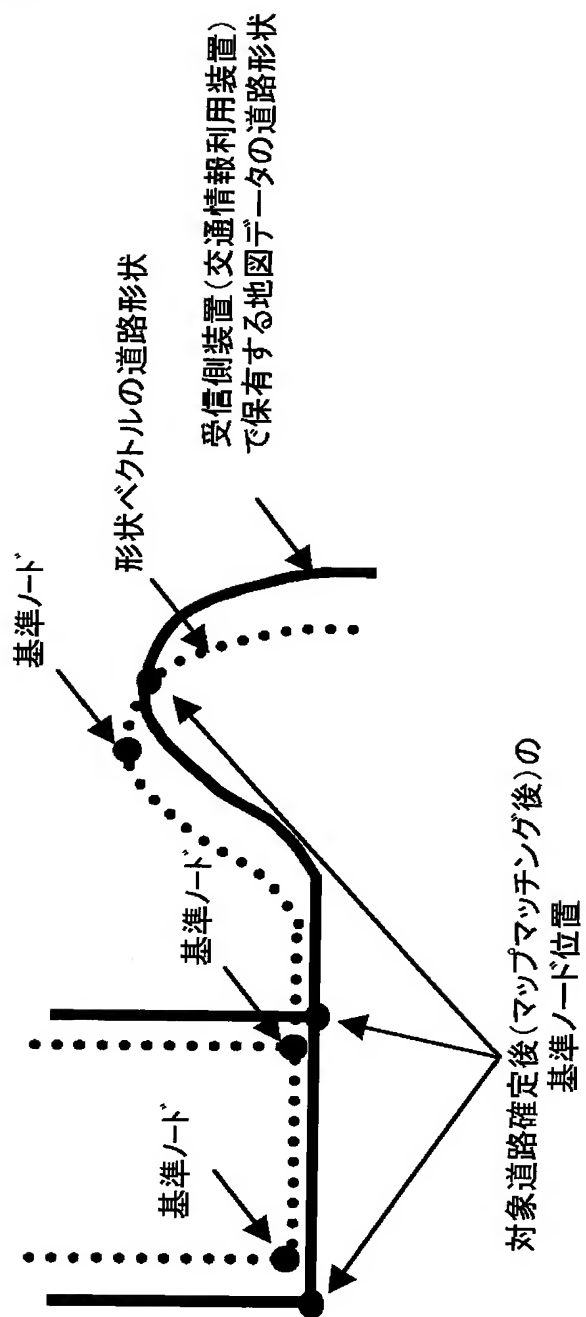 基準ノード
形状ベクトルの道路形状
受信側装置(交通情報利用装置)
で保有する地図データの道路形状
基準ノード
基準ノード
対象道路確定後(マップマッチング後)の
基準ノード位置